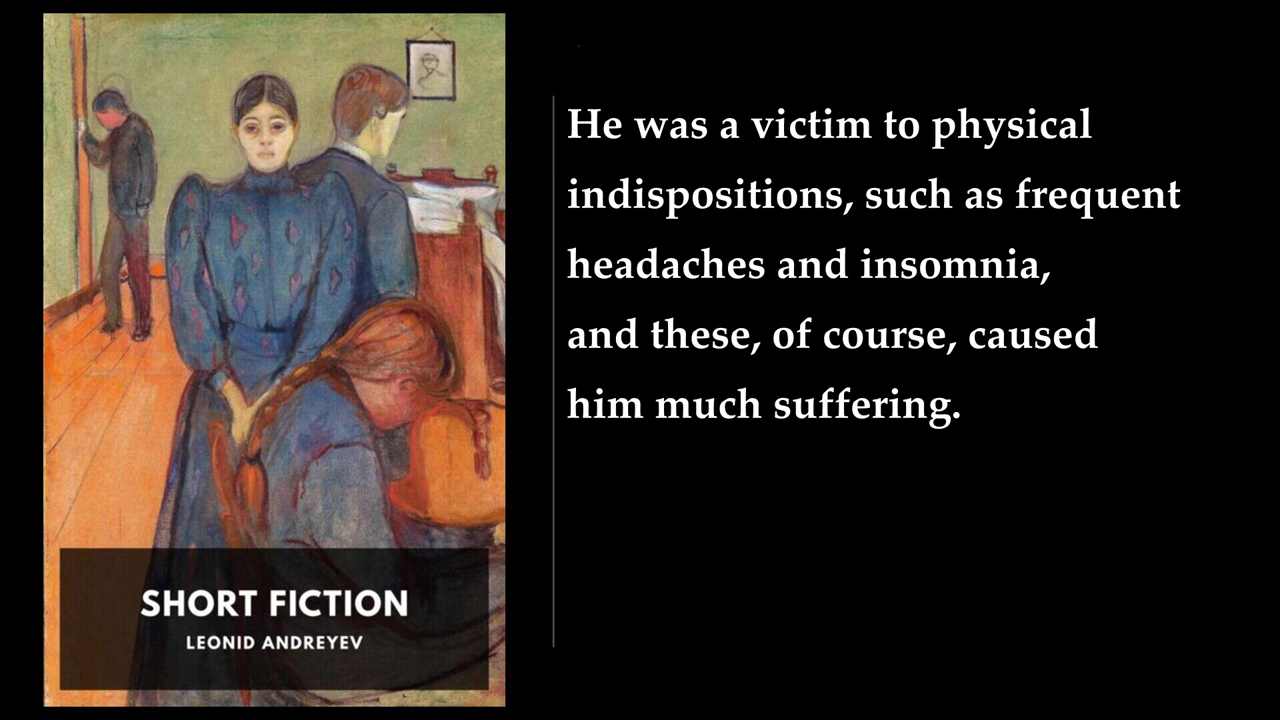 SHORT FICTION
LEONID ANDREYEV
He was a victim to physical
indispositions, such as frequent
headaches and insomnia,
and these, of course, caused
him much suffering.